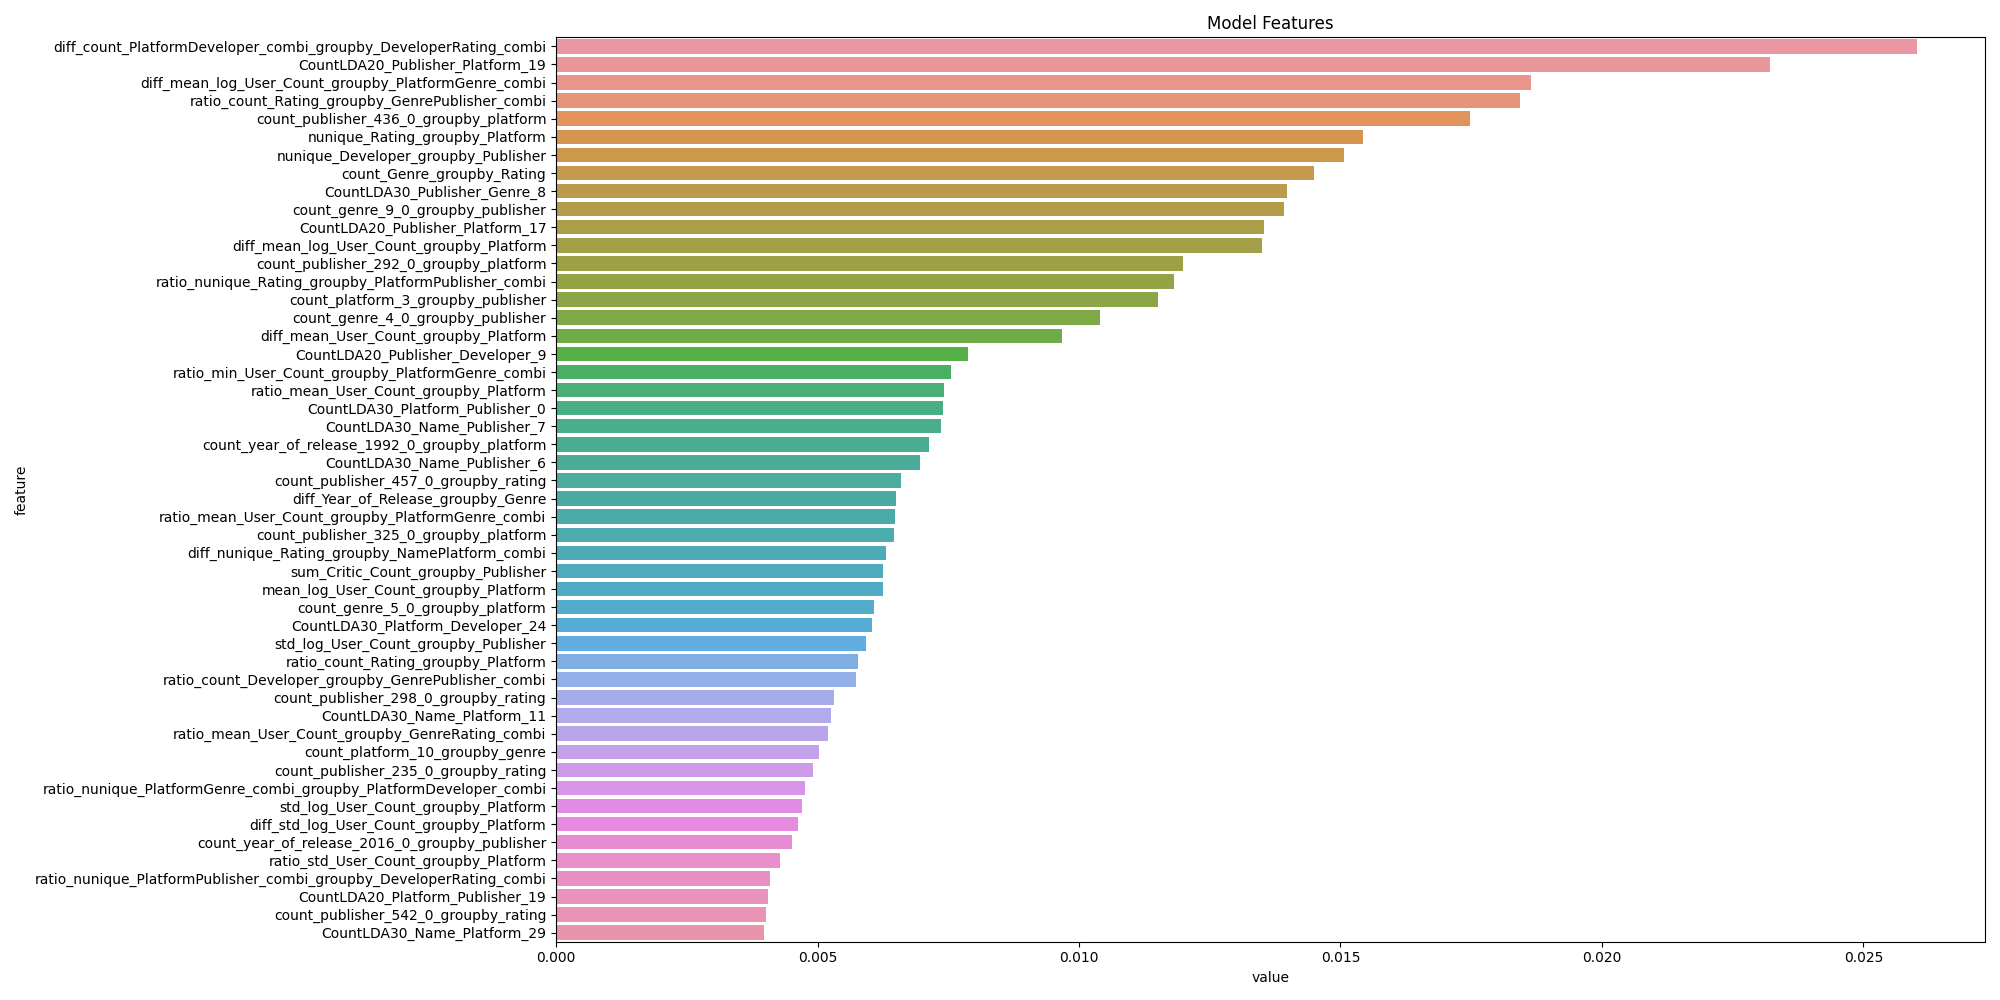 Model Features
diff_count_PlatformDeveloper_combi_groupby_DeveloperRating_combi
CountLDA20_Publisher_Platform_19
diff_mean_log_User_Count_groupby_PlatformGenre_combi
ratio_count_Rating_groupby_GenrePublisher_combi
count_publisher_436_0_groupby_platform
nunique_Rating_groupby_Platform
nunique_Developer_groupby_Publisher
count_Genre_groupby_Rating
CountLDA30_Publisher_Genre_8
count_genre_9_0_groupby_publisher
CountLDA20_Publisher_Platform_17
diff_mean_log_User_Count_groupby_Platform
count_publisher_292_0_groupby_platform
ratio_nunique_Rating_groupby_PlatformPublisher_combi
count_platform_3_groupby_publisher
count_genre_4_0_groupby_publisher
diff_mean_User_Count_groupby_Platform
CountLDA20_Publisher_Developer_9
ratio_min_User_Count_groupby_PlatformGenre_combi
ratio_mean_User_Count_groupby_Platform
CountLDA30_Platform_Publisher_0
CountLDA30_Name_Publisher_7
count_year_of_release_1992_0_groupby_platform
CountLDA30_Name_Publisher_6
count_publisher_457_0_groupby_rating
diff_Year_of_Release_groupby_Genre
ratio_mean_User_Count_groupby_PlatformGenre_combi
count_publisher_325_0_groupby_platform
diff_nunique_Rating_groupby_NamePlatform_combi
sum_Critic_Count_groupby_Publisher
mean_log_User_Count_groupby_Platform
count_genre_5_0_groupby_platform
CountLDA30_Platform_Developer_24
std_log_User_Count_groupby_Publisher
ratio_count_Rating_groupby_Platform
ratio_count_Developer_groupby_GenrePublisher_combi
count_publisher_298_0_groupby_rating
CountLDA30_Name_Platform_11
ratio_mean_User_Count_groupby_GenreRating_combi
count_platform_10_groupby_genre
count_publisher_235_0_groupby_rating
ratio_nunique_PlatformGenre_combi_groupby_PlatformDeveloper_combi
std_log_User_Count_groupby_Platform
diff_std_log_User_Count_groupby_Platform
count_year_of_release_2016_0_groupby_publisher
ratio_std_User_Count_groupby_Platform
ratio_nunique_PlatformPublisher_combi_groupby_DeveloperRating_combi
CountLDA20_Platform_Publisher_19
count_publisher_542_0_groupby_rating
CountLDA30_Name_Platform_29
feature
0.000 0.005 0.010 0.015 0.020 0.025
value